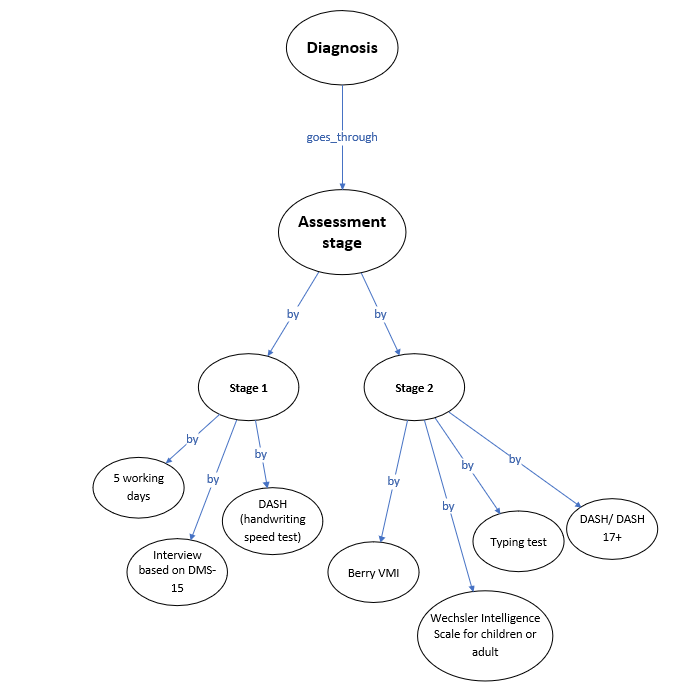 Diagnosis
goes_through
Assessment
stage
by
by
Stage 1
Stage 2
by
by
by
by
by
by
by
5 working
days
DASH
(handwriting
speed test)
Interview
based on DMS-
15
Berry VMI
Wechsler Intelligence
Scale for children or
adult
Typing test
DASH/ DASH
17+